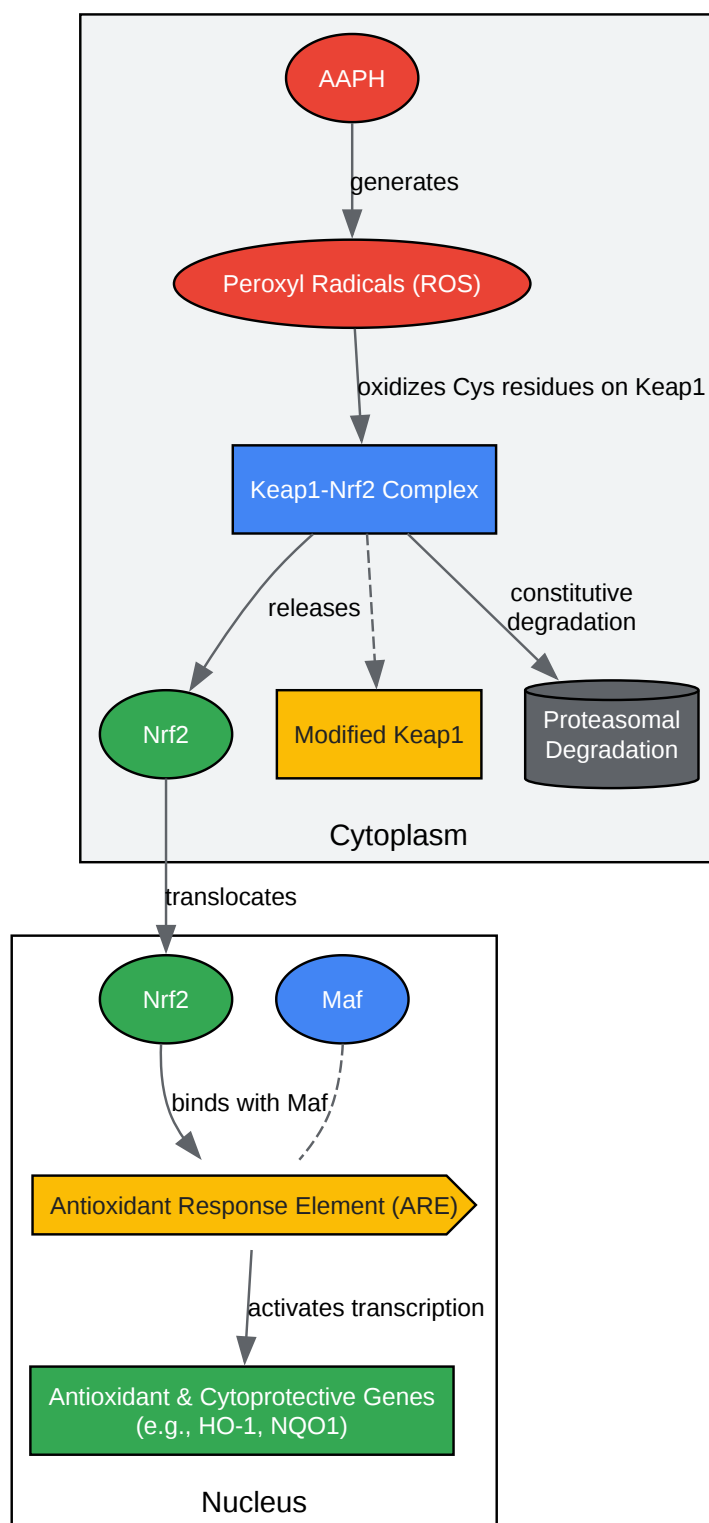 AAPH
generates
Peroxyl Radicals (ROS)
oxidizes Cys residues on Keap1
Keap1-Nrf2 Complex
releases
constitutive
degradation
Nrf2
Modified Keap1
Proteasomal
Degradation
Cytoplasm
translocates
Nrf2
Maf
binds with Maf
Antioxidant Response Element (ARE)
activates transcription
Antioxidant & Cytoprotective Genes
(e.g., HO-1, NQO1)
Nucleus